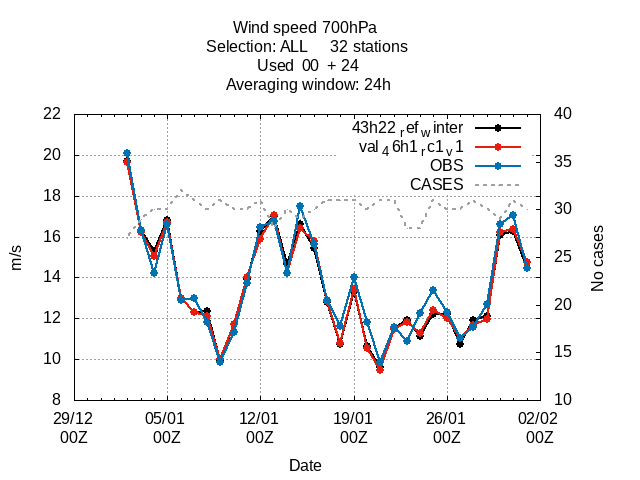 Wind speed 700hPa
Selection: ALL 32 stations
Used 00 + 24
Averaging window: 24h
43h22 r ef w inter
val 4 6h1 r c1 v 1
OBS
CASES
22
20
18
16
14
12
10
8
m/s
40
35
30
25
20
15
10
No cases
29/12 05/01 12/01 19/01 26/01 02/02
00Z 00Z 00Z 00Z 00Z 00Z
Date